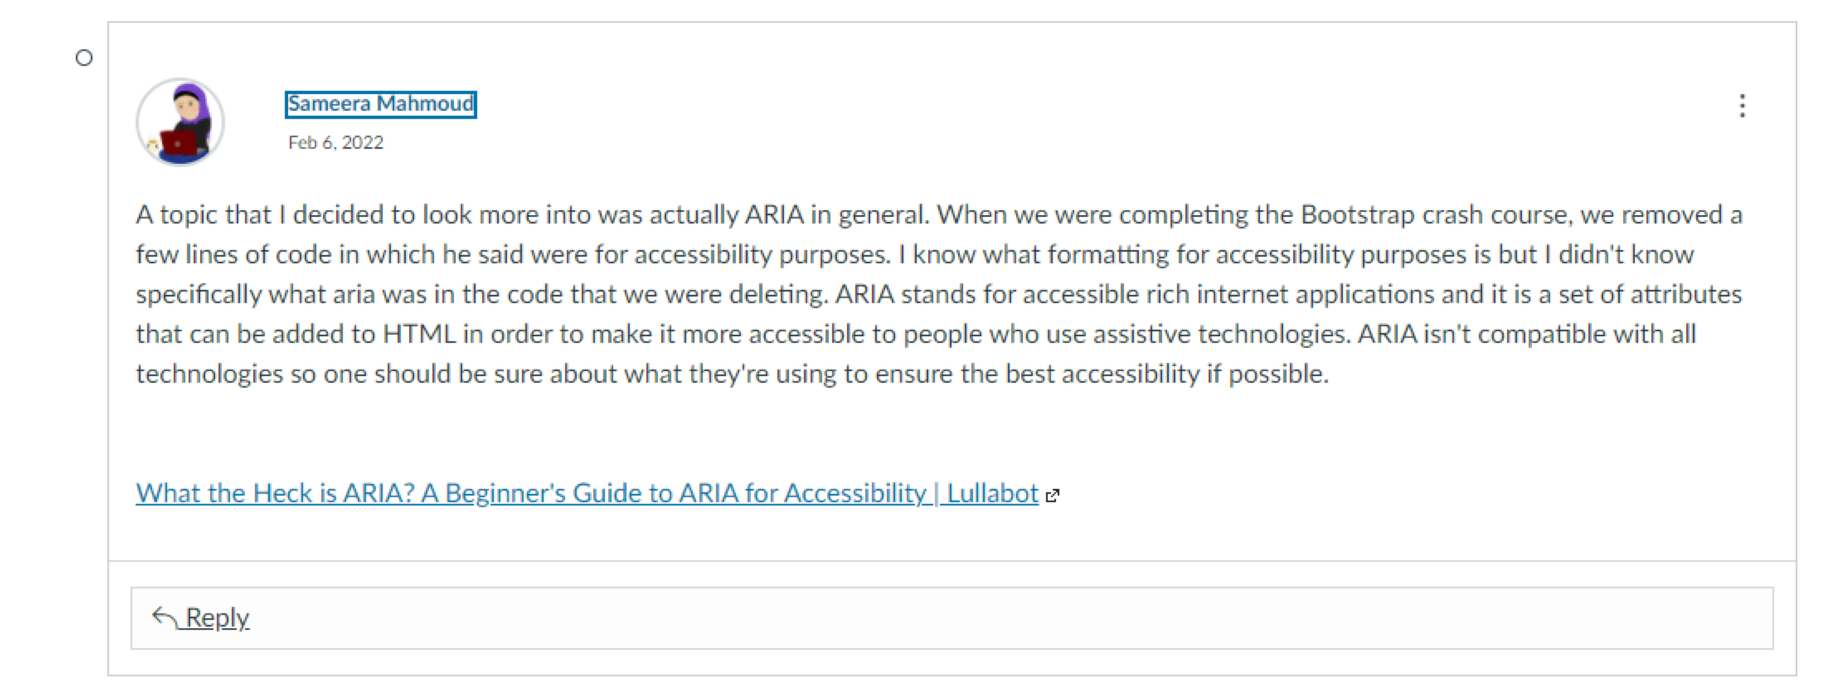 Sameera Mahmoud
Feb 6, 2022
A topic that I decided to look more into was actually ARIA in general. When we were completing the Bootstrap crash course, we removed a
few lines of code in which he said were for accessibility purposes. I know what formatting for accessibility purposes is but I didn't know
specifically what aria was in the code that we were deleting. ARIA stands for accessible rich internet applications and it is a set of attributes
that can be added to HTML in order to make it more accessible to people who use assistive technologies. ARIA isn't compatible with all
technologies so one should be sure about what they're using to ensure the best accessibility if possible.
What the Heck is ARIA? A Beginner's Guide to ARIA for Accessibility | Lullabot
Reply